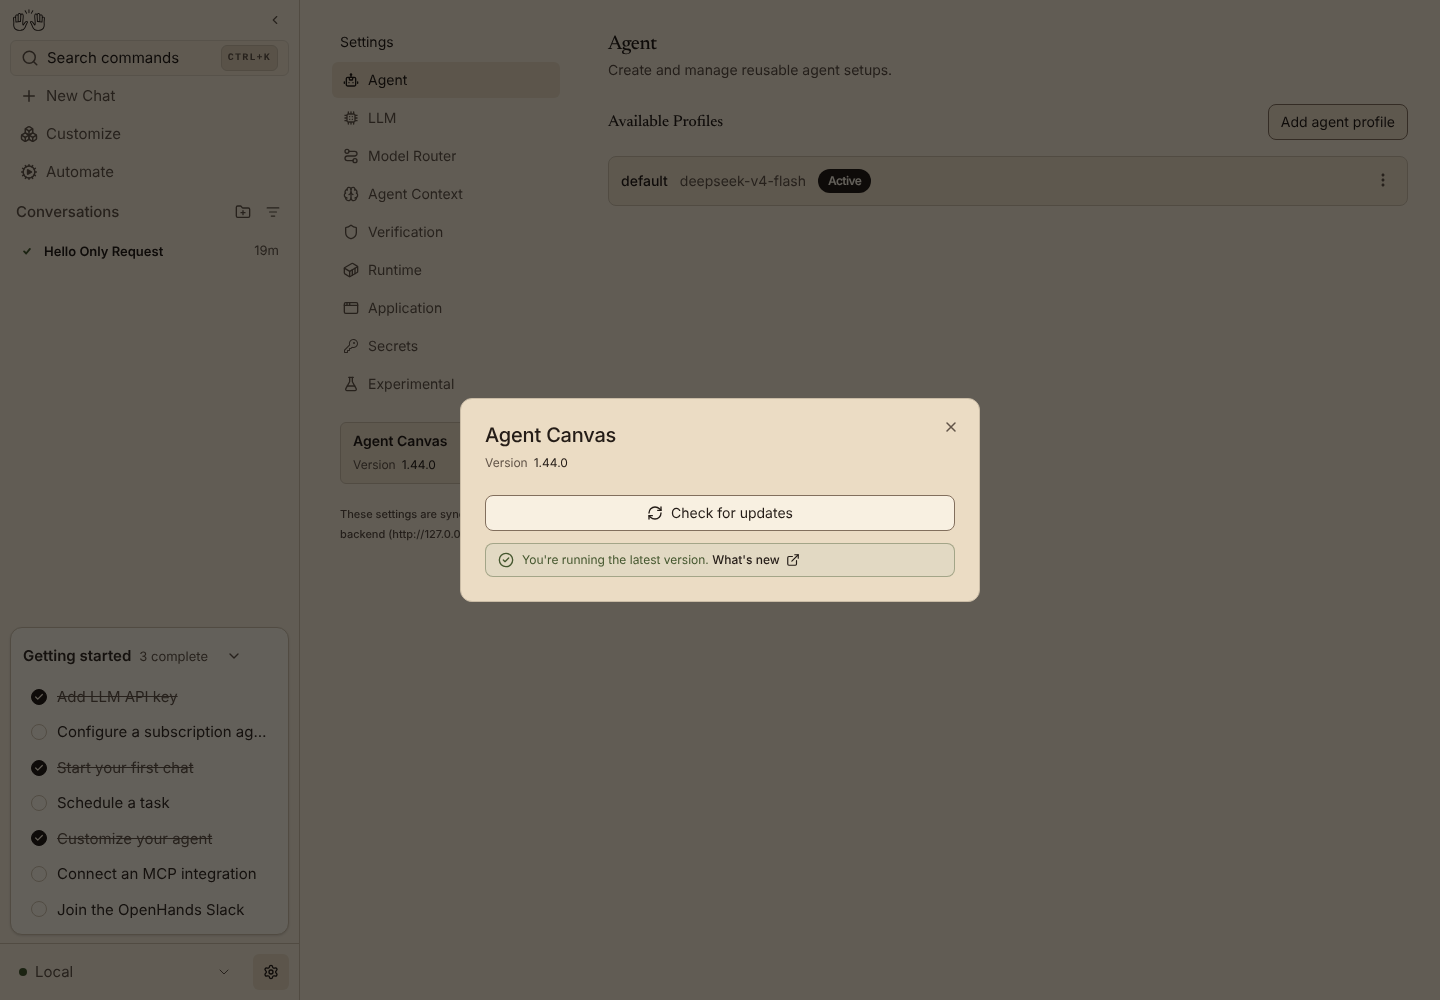 Search commands
CTRL+K
New Chat
Customize
Automate
Conversations
Hello Only Request
19m
Getting started
3 complete
Add LLM API key
Configure a subscription ag...
Start your first chat
Schedule a task
Customize your agent
Connect an MCP integration
Join the OpenHands Slack
Local
Settings
Agent
LLM
Model Router
Agent Context
Verification
Runtime
Application
Secrets
Experimental
Agent Canvas
Version 1.44.0
These settings are syn
backend (http://127.0.0
Agent
Create and manage reusable agent setups.
Available Profiles
Add agent profile
default deepseek-v4-flash Active
Agent Canvas
Version 1.44.0
Check for updates
You're running the latest version. What's new